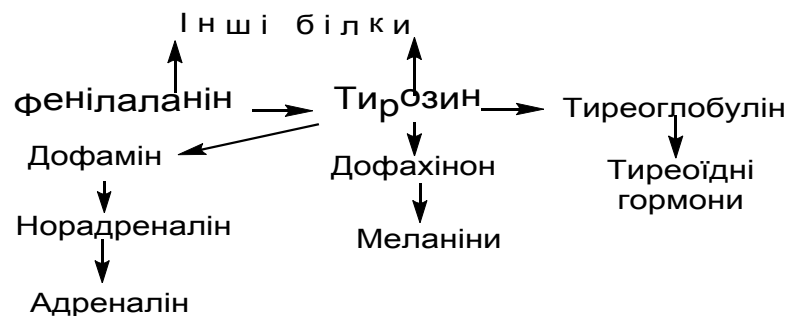 Інші білки
Фенілаланін
Тирозин
Тиреоглобулін
Дофамін
Дофахінон
Тиреоїдні
гормони
Норадреналін
Меланіни
Адреналін